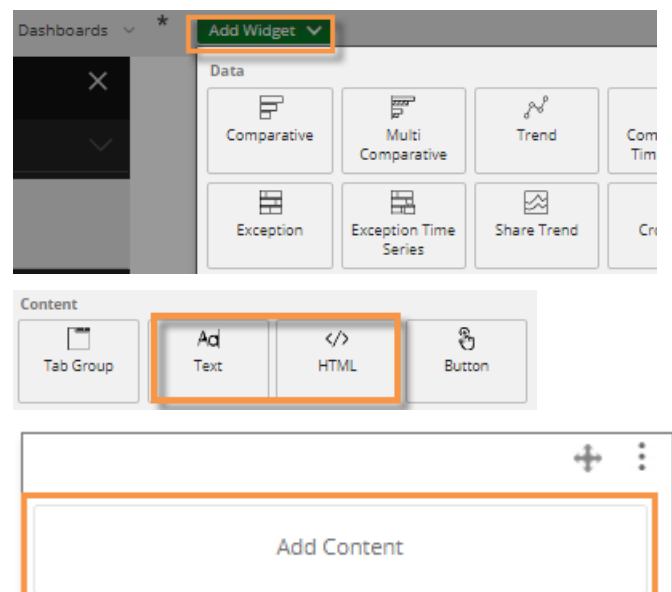 Dashboards *
Add Widget
Data
Comparative
Multi
Comparative
Trend
Exception
Exception Time
Series
Share Trend
Content
Tab Group
Ad
Text
</>
HTML
Button
Add Content